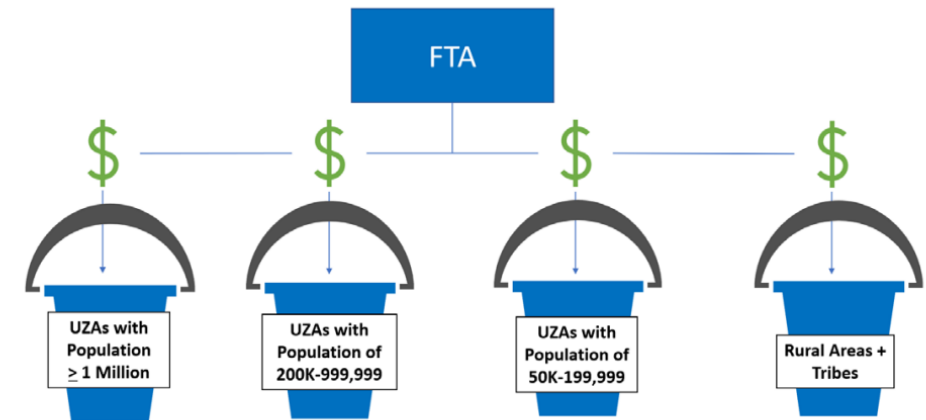 FTA
$ $ $ $
UZAs with
Population
≥ 1 Million
UZAs with
Population of
200K-999,999
UZAs with
Population of
50K-199,999
Rural Areas +
Tribes